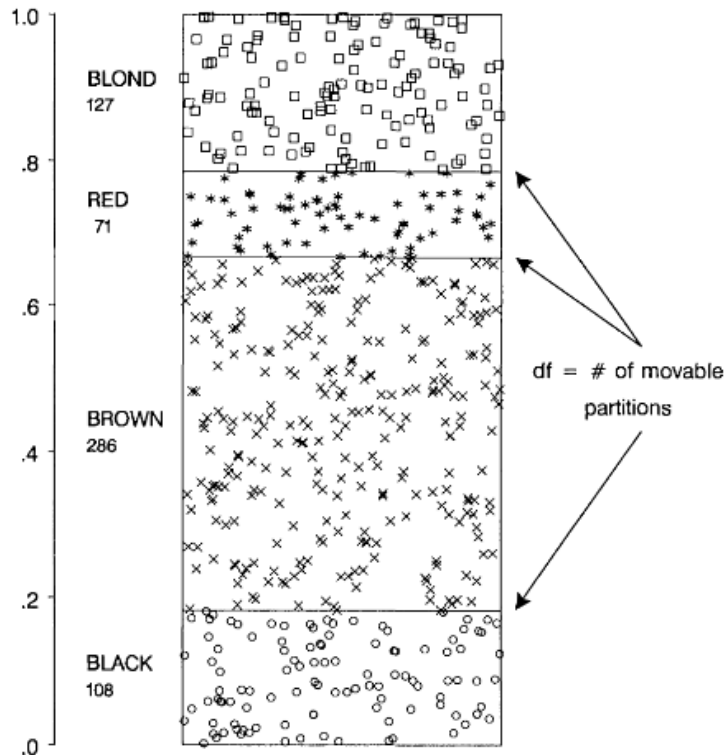 1.0
BLOND
127
.8
RED
71
.6
df = # of movable
partitions
BROWN
286
.4
.2
BLACK
108
.0